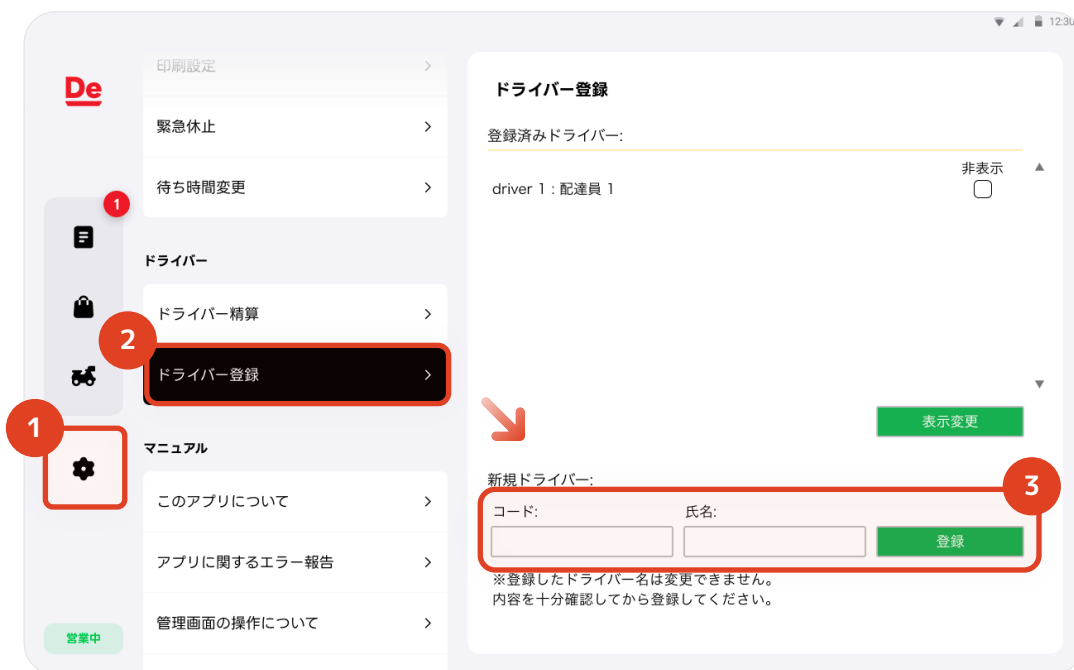 12:30
De
印刷設定
緊急休止
待ち時間変更
1
ドライバー
ドライバー精算
2
ドライバー登録
1
マニュアル
このアプリについて
アプリに関するエラー報告
管理画面の操作について
営業中
ドライバー登録
登録済みドライバー:
非表示
driver 1 : 配達員 1
表示変更
新規ドライバー:
3
コード:
氏名:
登録
※登録したドライバー名は変更できません。
内容を十分確認してから登録してください。